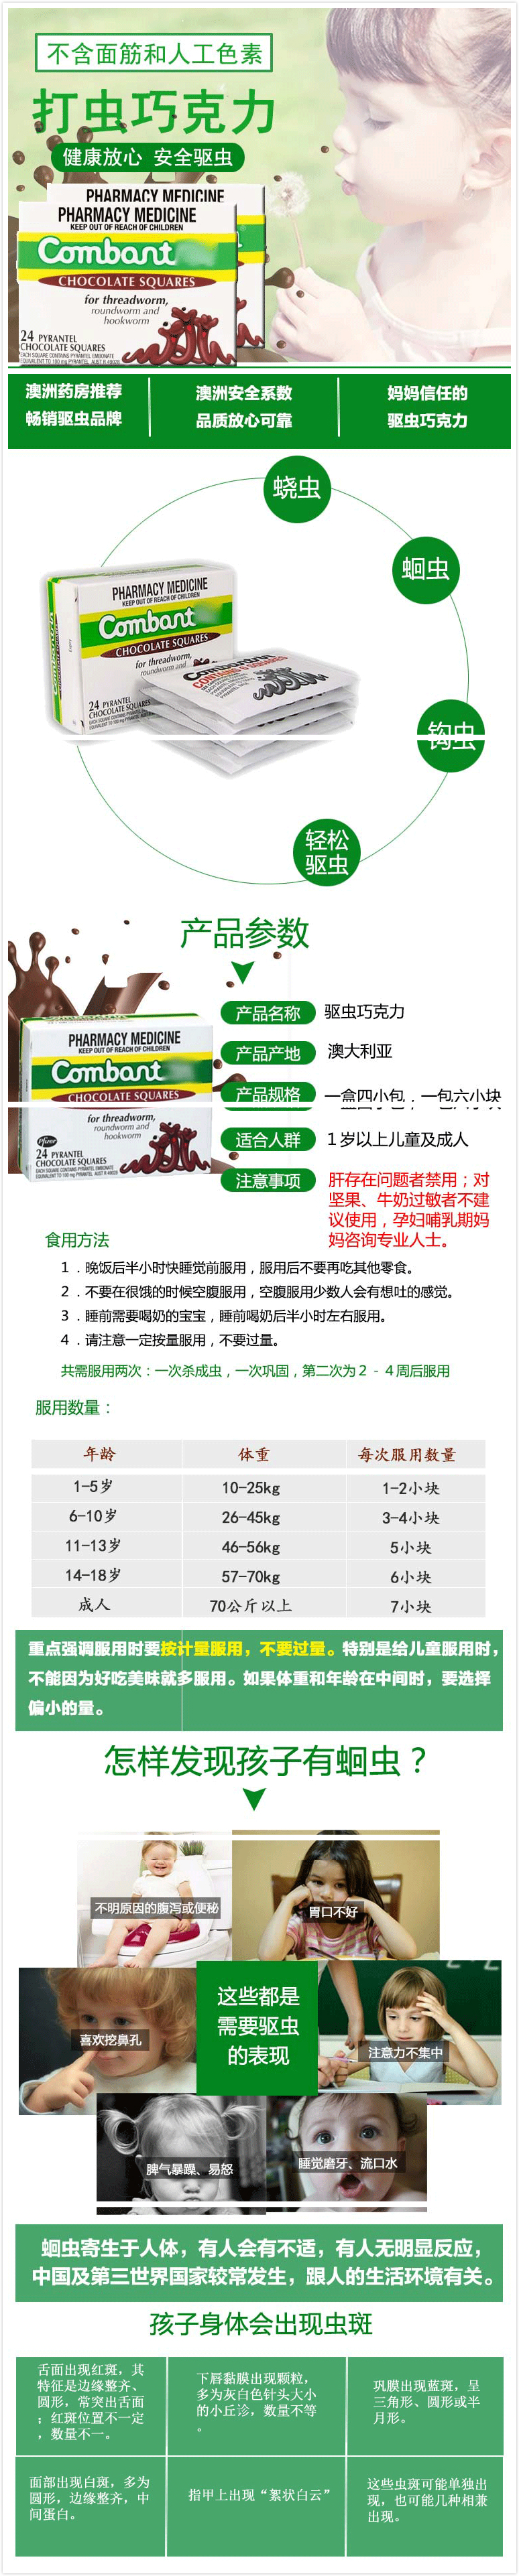 不含面筋和人工色素
打虫巧克力
健康放心 安全驱虫
PHARMACY MEDICINE
PHARMACY MEDICINE
KEEP OUT OF REACH OF CHILDREN
Combant
CHOCOLATE SQUARES
for threadworm,
roundworm and
hookworm
24 PYRANTEL
CHOCOLATE SQUARES
EACH SQUARE CONTAINS PYRANTEL EMBONATE
EQUIVALENT TO 100 mg PYRANTEL
澳洲药房推荐
畅销驱虫品牌
澳洲安全系数
品质放心可靠
妈妈信任的
驱虫巧克力
蛲虫
蛔虫
钩虫
轻松
驱虫
PHARMACY MEDICINE
KEEP OUT OF REACH OF CHILDREN
Combant
CHOCOLATE SQUARES
for threadworm,
roundworm and
24 PYRANTEL
CHOCOLATE SQUARES
产品参数
PHARMACY MEDICINE
KEEP OUT OF REACH OF CHILDREN
Combant
CHOCOLATE SQUARES
for threadworm,
roundworm and
hookworm
Pfizer
24 PYRANTEL
CHOCOLATE SQUARES
产品名称 驱虫巧克力
产品产地 澳大利亚
产品规格 一盒四小包，一包六小块
适合人群 1岁以上儿童及成人
注意事项 肝存在问题者禁用；对
坚果、牛奶过敏者不建
议使用，孕妇哺乳期妈
妈咨询专业人士。
食用方法
1．晚饭后半小时快睡觉前服用，服用后不要再吃其他零食。
2．不要在很饿的时候空腹服用，空腹服用少数人会有想吐的感觉。
3．睡前需要喝奶的宝宝，睡前喝奶后半小时左右服用。
4．请注意一定按量服用，不要过量。
共需服用两次：一次杀成虫，一次巩固，第二次为2-4周后服用
服用数量：
年龄 体重 每次服用数量
1-5岁 10-25kg 1-2小块
6-10岁 26-45kg 3-4小块
11-13岁 46-56kg 5小块
14-18岁 57-70kg 6小块
成人 70公斤以上 7小块
重点强调服用时要按计量服用，不要过量。特别是给儿童服用时，
不能因为好吃美味就多服用。如果体重和年龄在中间时，要选择
偏小的量。
怎样发现孩子有蛔虫？
不明原因的腹泻或便秘
胃口不好
喜欢挖鼻孔
这些都是
需要驱虫
的表现
注意力不集中
脾气暴躁、易怒
睡觉磨牙、流口水
蛔虫寄生于人体，有人会有不适，有人无明显反应，
中国及第三世界国家较常发生，跟人的生活环境有关。
孩子身体会出现虫斑
舌面出现红斑，其
特征是边缘整齐、
圆形，常突出舌面
；红斑位置不一定
，数量不一。
下唇黏膜出现颗粒，
多为灰白色针头大小
的小丘诊，数量不等
。
巩膜出现蓝斑，呈
三角形、圆形或半
月形。
面部出现白斑，多为
圆形，边缘整齐，中
间蛋白。
指甲上出现“絮状白云”
这些虫斑可能单独出
现，也可能几种相兼
出现。